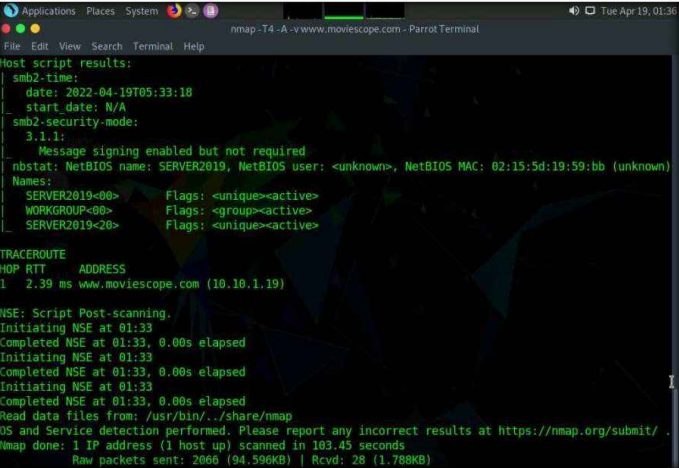 Applications Places System Tue Apr 19, 01:36
nmap -T4 -A -v www.moviescope.com - Parrot Terminal
File Edit View Search Terminal Help
Host script results:
| smb2-time:
|   date: 2022-04-19T05:33:18
|_  start_date: N/A
| smb2-security-mode:
|   3.1.1:
|_    Message signing enabled but not required
| nbstat: NetBIOS name: SERVER2019, NetBIOS user: <unknown>, NetBIOS MAC: 02:15:5d:19:59:bb (unknown)
| Names:
|   SERVER2019<00>       Flags: <unique><active>
|   WORKGROUP<00>        Flags: <group><active>
|_  SERVER2019<20>       Flags: <unique><active>
TRACEROUTE
HOP RTT     ADDRESS
1   2.39 ms www.moviescope.com (10.10.1.19)
NSE: Script Post-scanning.
Initiating NSE at 01:33
Completed NSE at 01:33, 0.00s elapsed
Initiating NSE at 01:33
Completed NSE at 01:33, 0.00s elapsed
Initiating NSE at 01:33
Completed NSE at 01:33, 0.00s elapsed
Read data files from: /usr/bin/../share/nmap
OS and Service detection performed. Please report any incorrect results at https://nmap.org/submit/ .
Nmap done: 1 IP address (1 host up) scanned in 103.45 seconds
Raw packets sent: 2066 (94.596KB) | Rcvd: 28 (1.788KB)